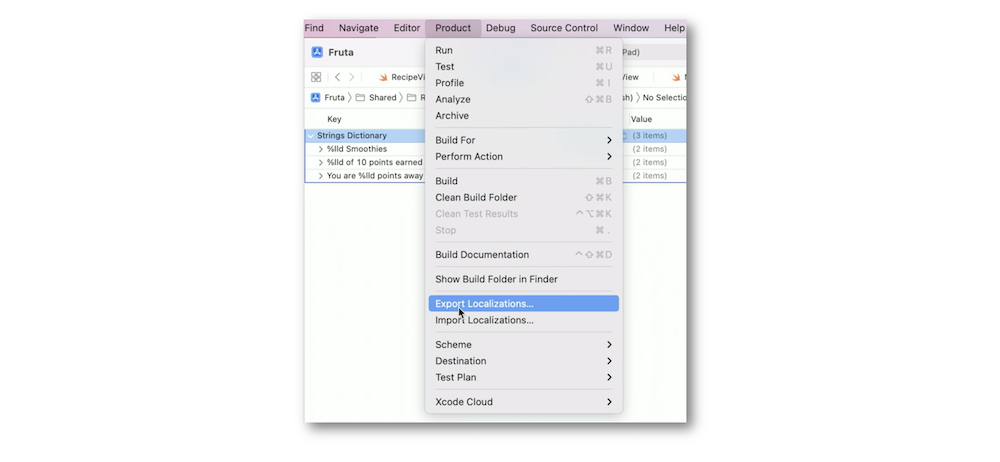 Find Navigate Editor Product Debug Source Control Window Help
Fruta
Pad)
RecipeVi
View
Fruta Shared R
sh) No Selectio
Key
Value
Strings Dictionary
(3 items)
%lld Smoothies
(2 items)
%lld of 10 points earned
(2 items)
You are %lld points away
(2 items)
Run ⌘R
Test ⌘U
Profile ⌘I
Analyze ⇧⌘B
Archive
Build For
Perform Action
Build ⌘B
Clean Build Folder ⇧⌘K
Clean Test Results ^⌥⌘K
Stop ⌘.
Build Documentation ^⇧⌘D
Show Build Folder in Finder
Export Localizations...
Import Localizations...
Scheme
Destination
Test Plan
Xcode Cloud